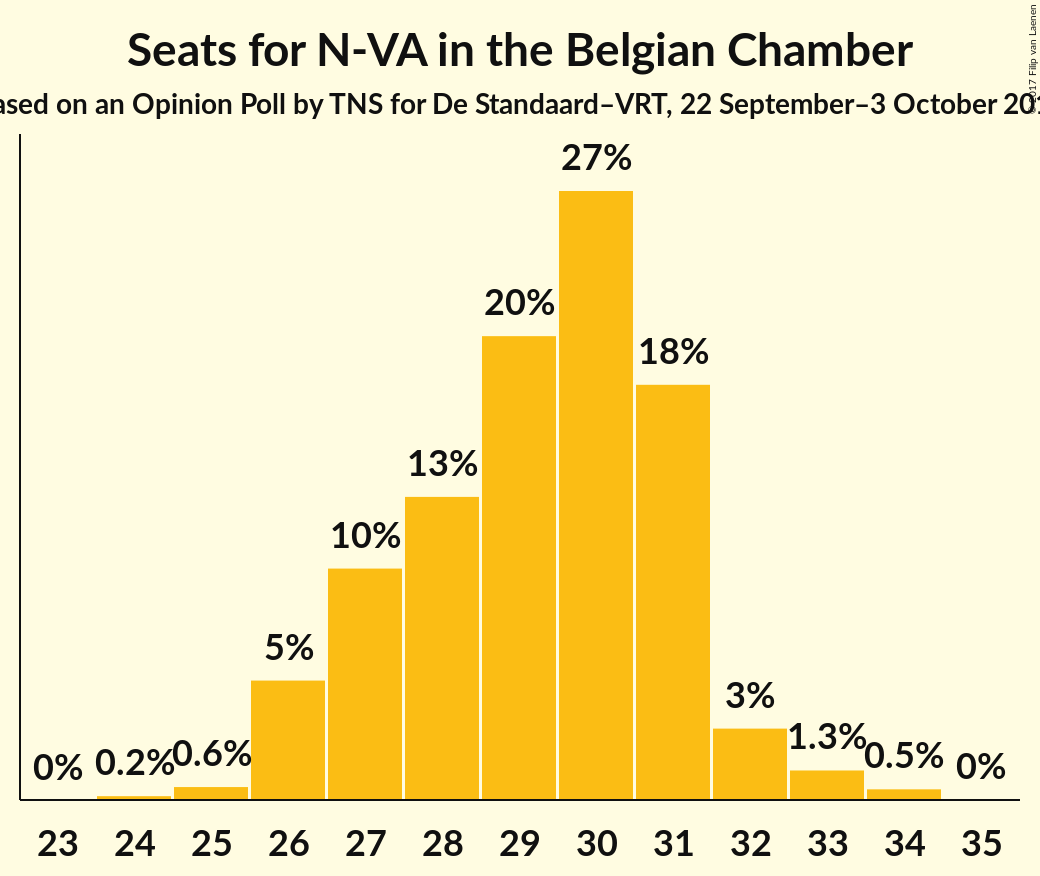 Seats for N-VA in the Belgian Chamber
ased on an Opinion Poll by TNS for De Standaard–VRT, 22 September–3 October 201
© 2017 Filip van Laenen
27%
20%
18%
13%
10%
5%
3%
1.3%
0% 0.2% 0.6% 0.5% 0%
23 24 25 26 27 28 29 30 31 32 33 34 35